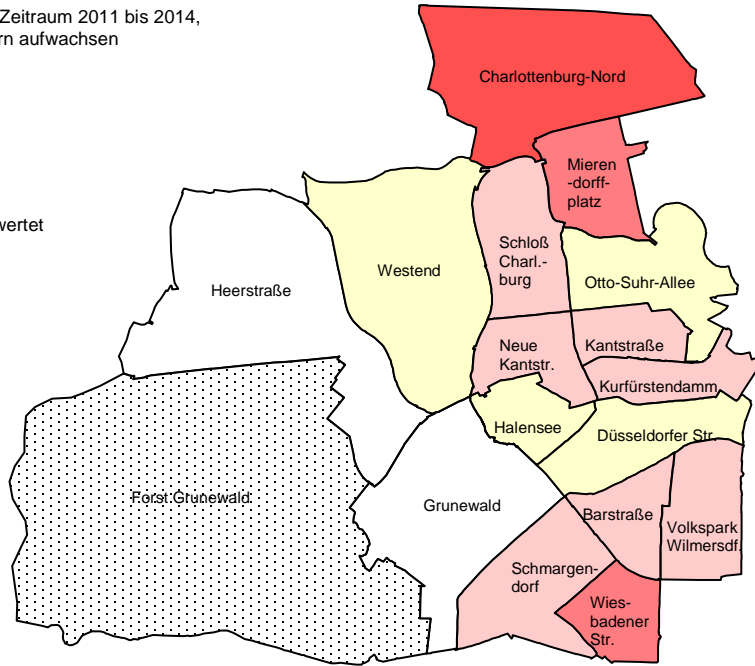 Zeitraum 2011 bis 2014,
rn aufwachsen
wertet
Charlottenburg-Nord
Mieren
-dorff-
platz
Schloß
Charl.-
burg
Westend
Otto-Suhr-Allee
Heerstraße
Neue
Kantstr.
Kantstraße
Kurfürstendamm
Halensee
Düsseldorfer Str.
Forst Grunewald
Grunewald
Barstraße
Volkspark
Wilmersdf.
Schmargen-
dorf
Wies-
badener
Str.